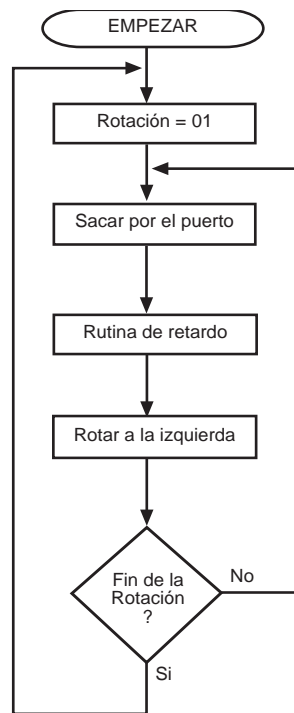 EMPEZAR
Rotación = 01
Sacar por el puerto
Rutina de retardo
Rotar a la izquierda
Fin de la
Rotación
?
No
Si